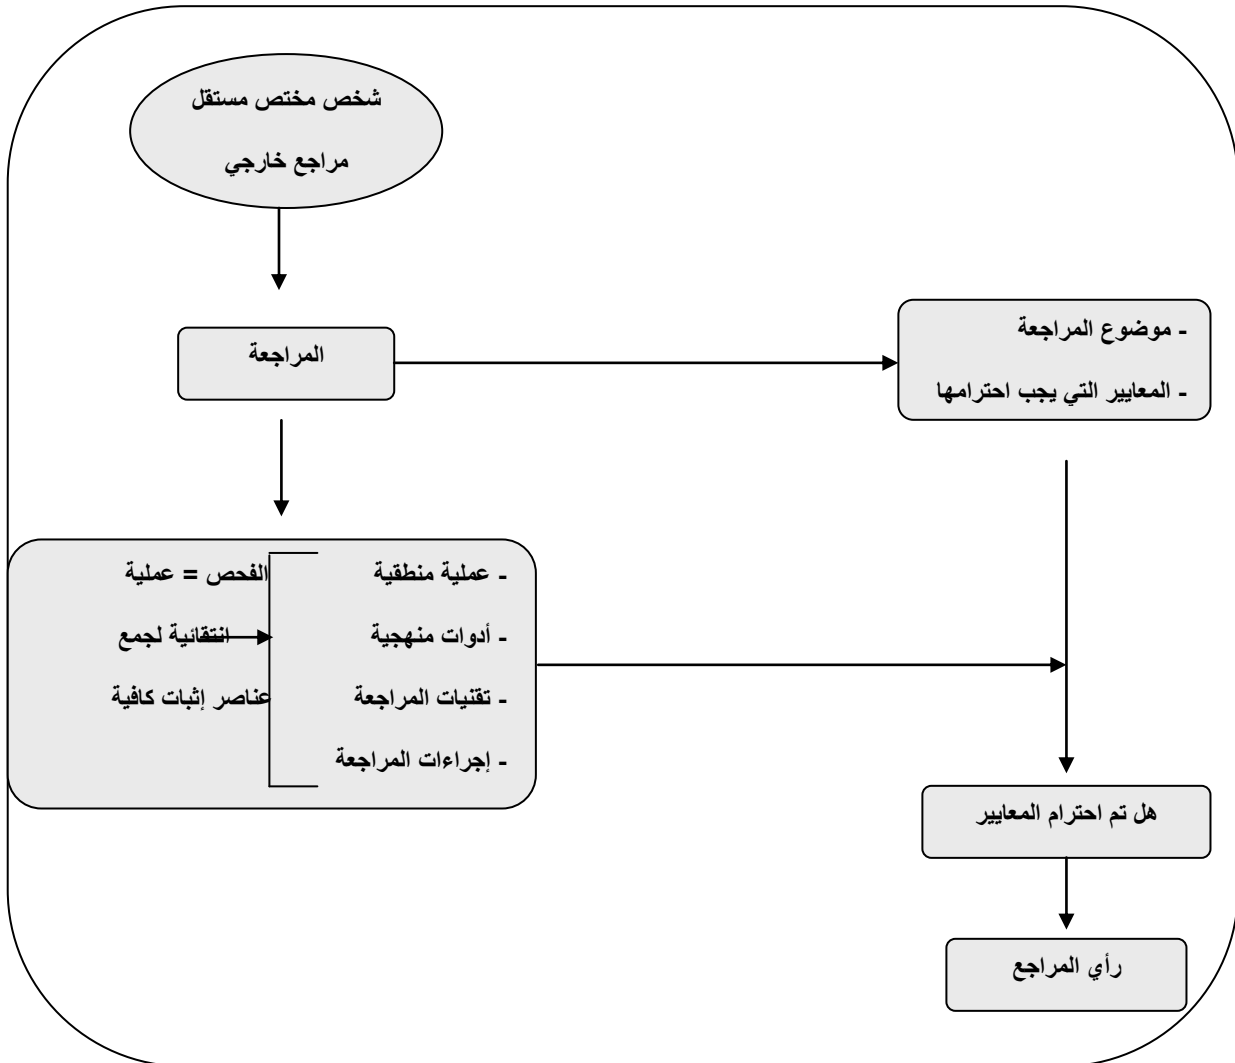 شخص مختص مستقل
مراجع خارجي
المراجعة
- موضوع المراجعة
- المعايير التي يجب احترامها
الفحص = عملية
انتقائية لجمع
عناصر إثبات كافية
- عملية منطقية
- أدوات منهجية
- تقنيات المراجعة
- إجراءات المراجعة
هل تم احترام المعايير
رأي المراجع